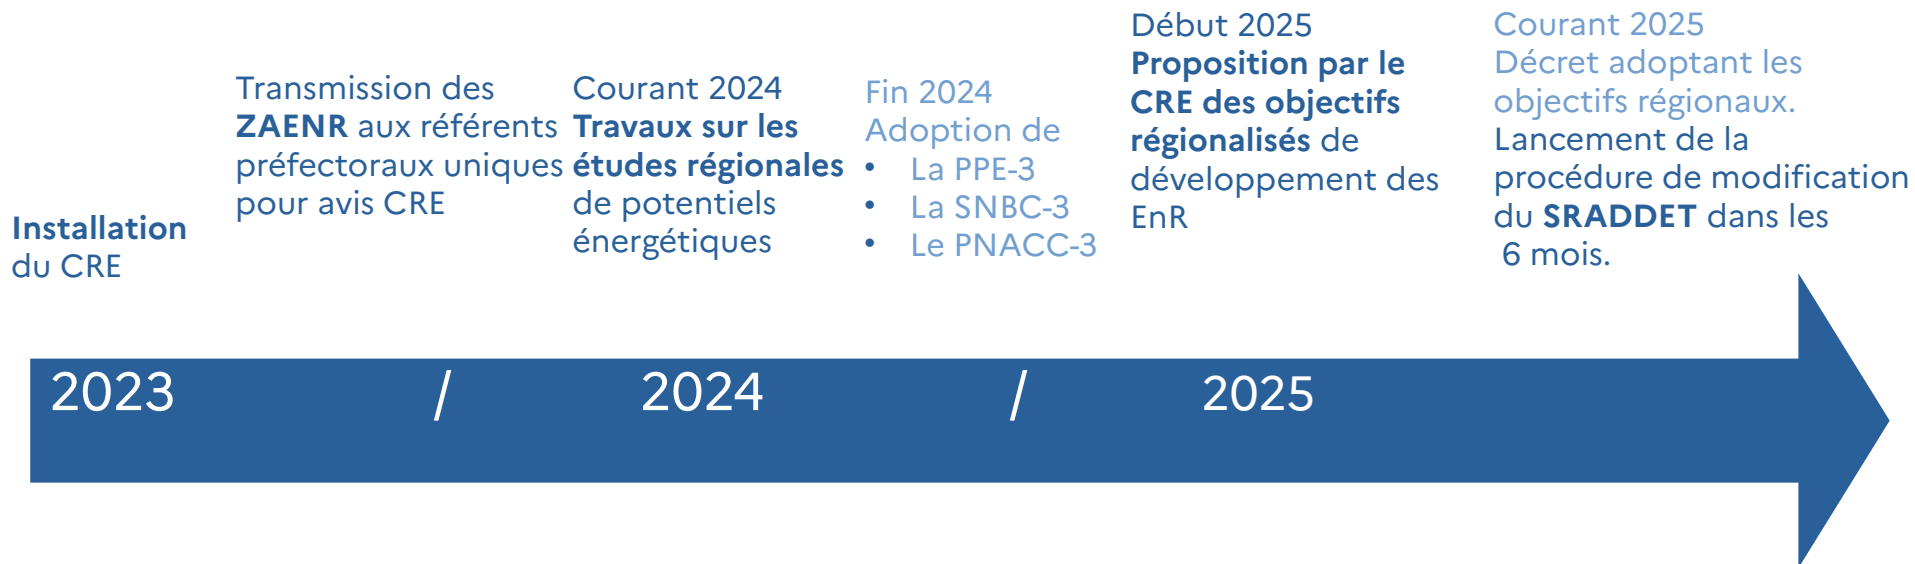 Installation
du CRE
Transmission des
ZAENR aux référents
préfectoraux uniques
pour avis CRE
Courant 2024
Travaux sur les
études régionales
de potentiels
énergétiques
Fin 2024
Adoption de
• La PPE-3
• La SNBC-3
• Le PNACC-3
Début 2025
Proposition par le
CRE des objectifs
régionalisés de
développement des
EnR
Courant 2025
Décret adoptant les
objectifs régionaux.
Lancement de la
procédure de modification
du SRADDET dans les
6 mois.
2023 / 2024 / 2025